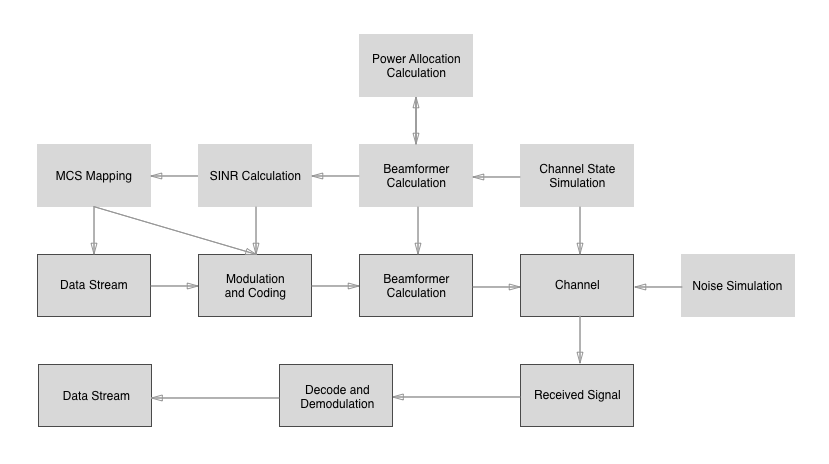 Power Allocation
Calculation
MCS Mapping
SINR Calculation
Beamformer
Calculation
Channel State
Simulation
Data Stream
Modulation
and Coding
Beamformer
Calculation
Channel
Noise Simulation
Data Stream
Decode and
Demodulation
Received Signal